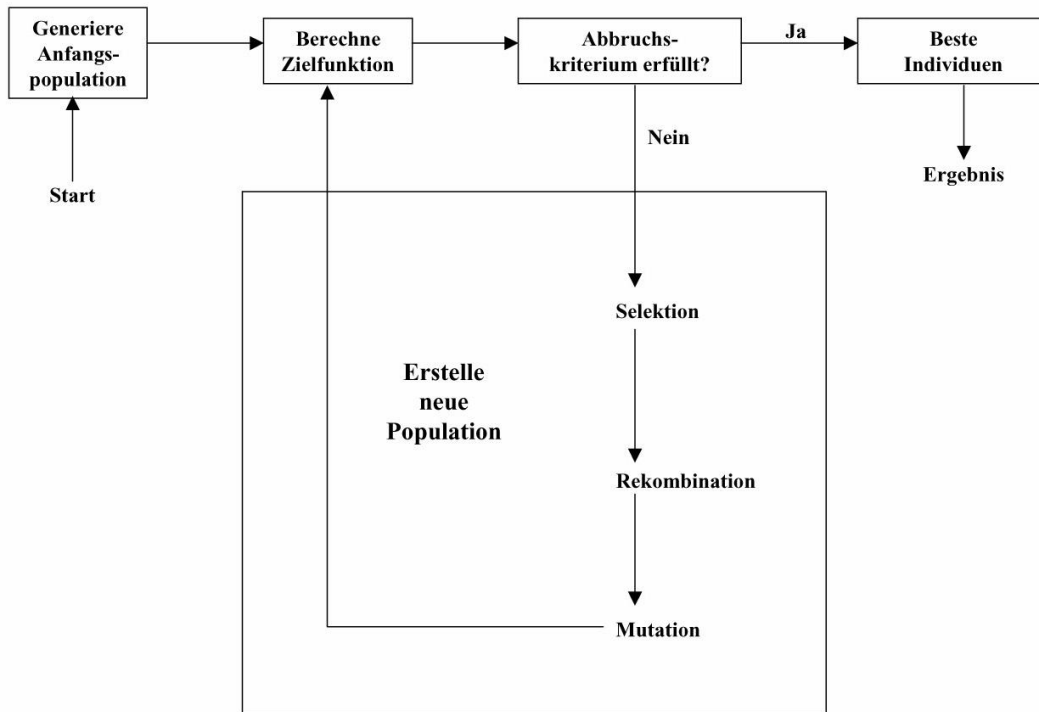 Generiere
Anfangs-
population
Berechne
Zielfunktion
Abbruchs-
kriterium erfüllt?
Ja
Beste
Individuen
Nein
Start
Ergebnis
Selektion
Erstelle
neue
Population
Rekombination
Mutation